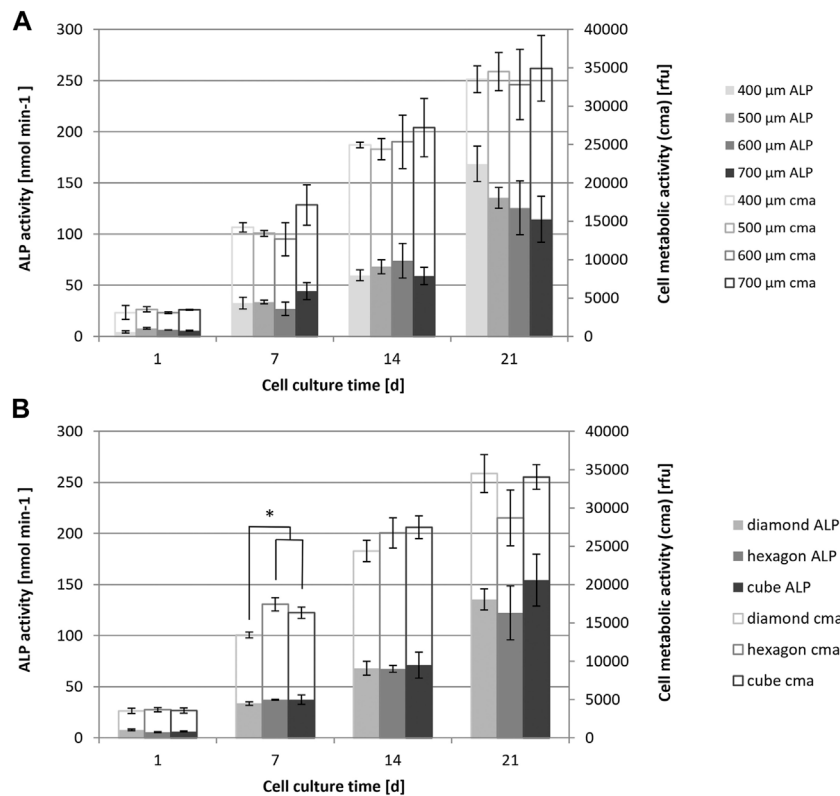 A
300
250
200
150
100
50
0
ALP activity [nmol min-1]
40000
35000
30000
25000
20000
15000
10000
5000
0
Cell metabolic activity (cma) [rfu]
1 7 14 21
Cell culture time [d]
400 µm ALP
500 µm ALP
600 µm ALP
700 µm ALP
400 µm cma
500 µm cma
600 µm cma
700 µm cma
B
300
250
200
150
100
50
0
ALP activity [nmol min-1
*
40000
35000
30000
25000
20000
15000
10000
5000
0
Cell metabolic activity (cma) [rfu]
1 7 14 21
Cell culture time [d]
diamond ALP
hexagon ALP
cube ALP
diamond cma
hexagon cma
cube cma